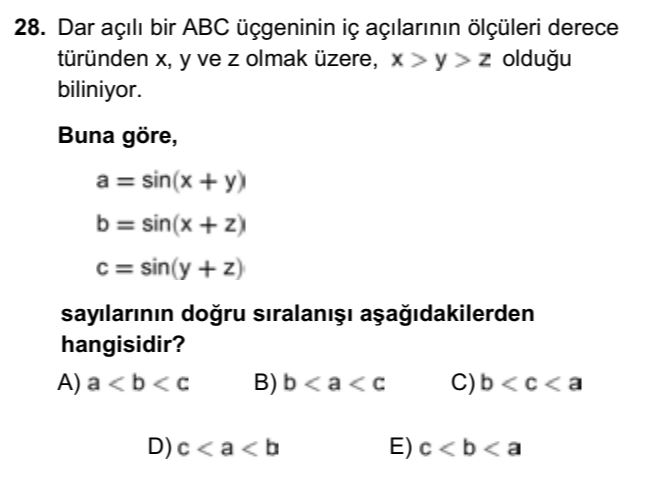 28. Dar açılı bir ABC üçgeninin iç açılarının ölçüleri derece
türünden x, y ve z olmak üzere, x > y > z olduğu
biliniyor.
Buna göre,
a = sin(x + y)
b = sin(x + z)
c = sin(y + z)
sayılarının doğru sıralanışı aşağıdakilerden
hangisidir?
A) a < b < c B) b < a < c C) b < c < a
D) c < a < b E) c < b < a